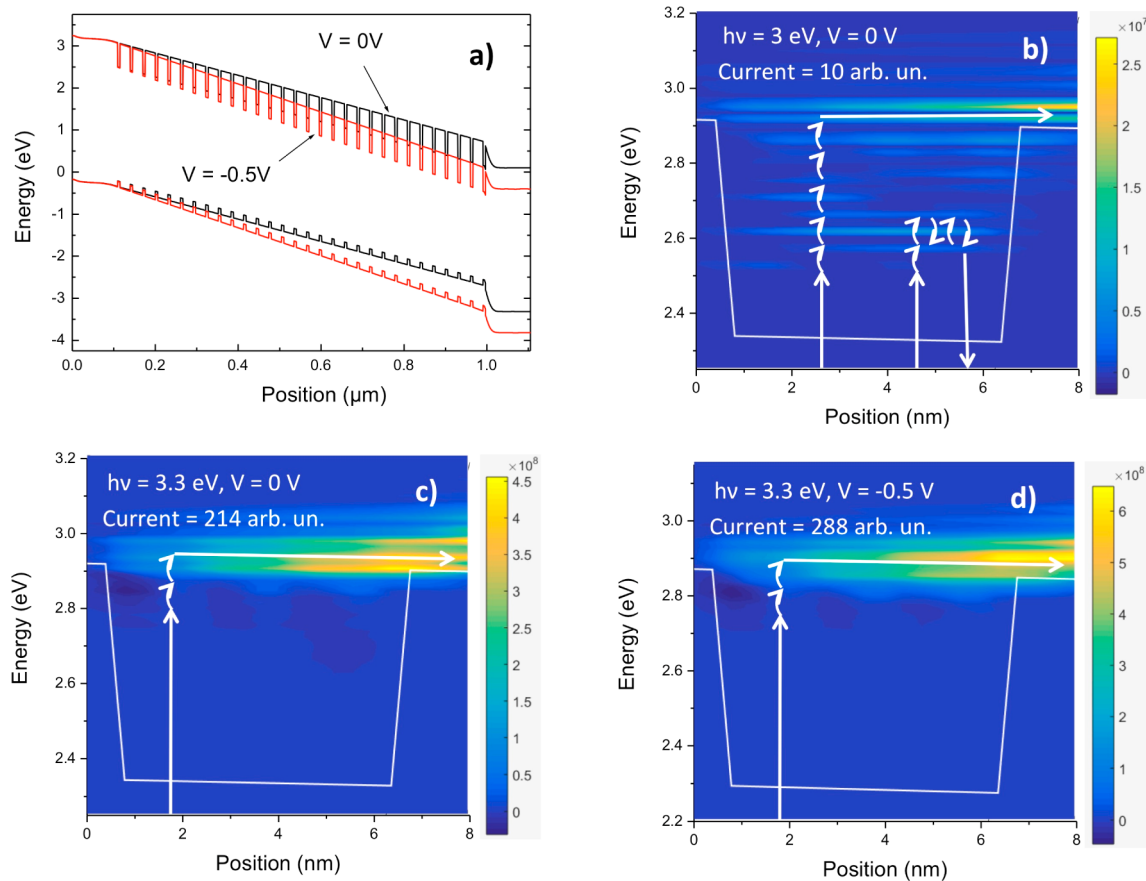 a)
V = 0V
V = -0.5V
Energy (eV)
3
2
1
0
-1
-2
-3
-4
0.0 0.2 0.4 0.6 0.8 1.0
Position (µm)
b)
hν = 3 eV, V = 0 V
Current = 10 arb. un.
Energy (eV)
3.2
3.0
2.8
2.6
2.4
0 2 4 6 8
Position (nm)
×10⁷
2.5
2
1.5
1
0.5
0
c)
hν = 3.3 eV, V = 0 V
Current = 214 arb. un.
Energy (eV)
3.2
3.0
2.8
2.6
2.4
0 2 4 6 8
Position (nm)
×10⁸
4.5
4
3.5
3
2.5
2
1.5
1
0.5
0
d)
hν = 3.3 eV, V = -0.5 V
Current = 288 arb. un.
Energy (eV)
3.0
2.8
2.6
2.4
2.2
0 2 4 6 8
Position (nm)
×10⁸
6
5
4
3
2
1
0